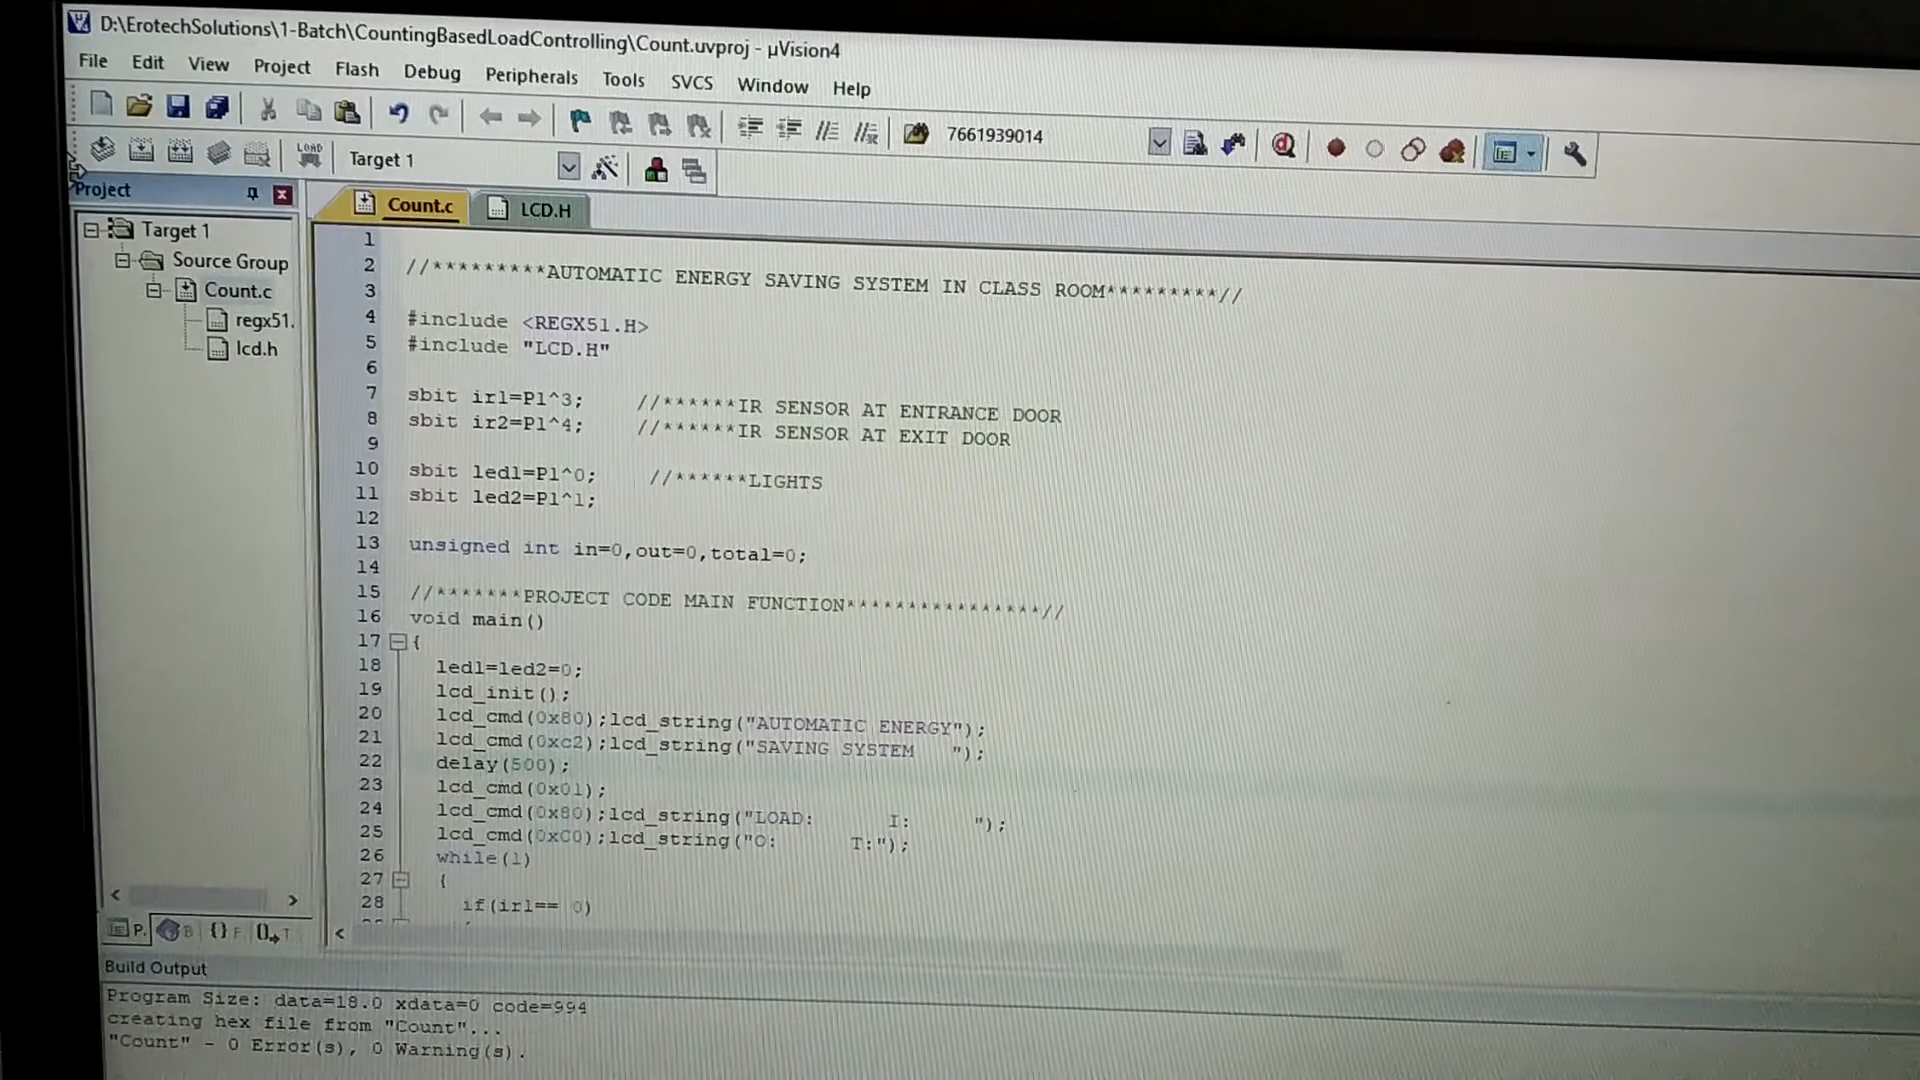 D:\ErotechSolutions\1-Batch\CountingBasedLoadControlling\Count.uvproj - µVision4
File Edit View Project Flash Debug Peripherals Tools SVCS Window Help
7661939014
LOAD Target 1
Project
Count.c LCD.H
Target 1
Source Group
Count.c
regx51.
lcd.h
1
2 //*********AUTOMATIC ENERGY SAVING SYSTEM IN CLASS ROOM*********//
3
4 #include <REGX51.H>
5 #include "LCD.H"
6
7 sbit ir1=P1^3; //******IR SENSOR AT ENTRANCE DOOR
8 sbit ir2=P1^4; //******IR SENSOR AT EXIT DOOR
9
10 sbit led1=P1^0; //******LIGHTS
11 sbit led2=P1^1;
12
13 unsigned int in=0,out=0,total=0;
14
15 //*******PROJECT CODE MAIN FUNCTION****************//
16 void main()
17 {
18 led1=led2=0;
19 lcd_init();
20 lcd_cmd(0x80);lcd_string("AUTOMATIC ENERGY");
21 lcd_cmd(0xc2);lcd_string("SAVING SYSTEM   ");
22 delay(500);
23 lcd_cmd(0x01);
24 lcd_cmd(0x80);lcd_string("LOAD:      I:     ");
25 lcd_cmd(0xC0);lcd_string("O:      T:");
26 while(1)
27 {
28 if(ir1== 0)
P. B {} F 0 T
Build Output
Program Size: data=18.0 xdata=0 code=994
creating hex file from "Count"...
"Count" - 0 Error(s), 0 Warning(s).